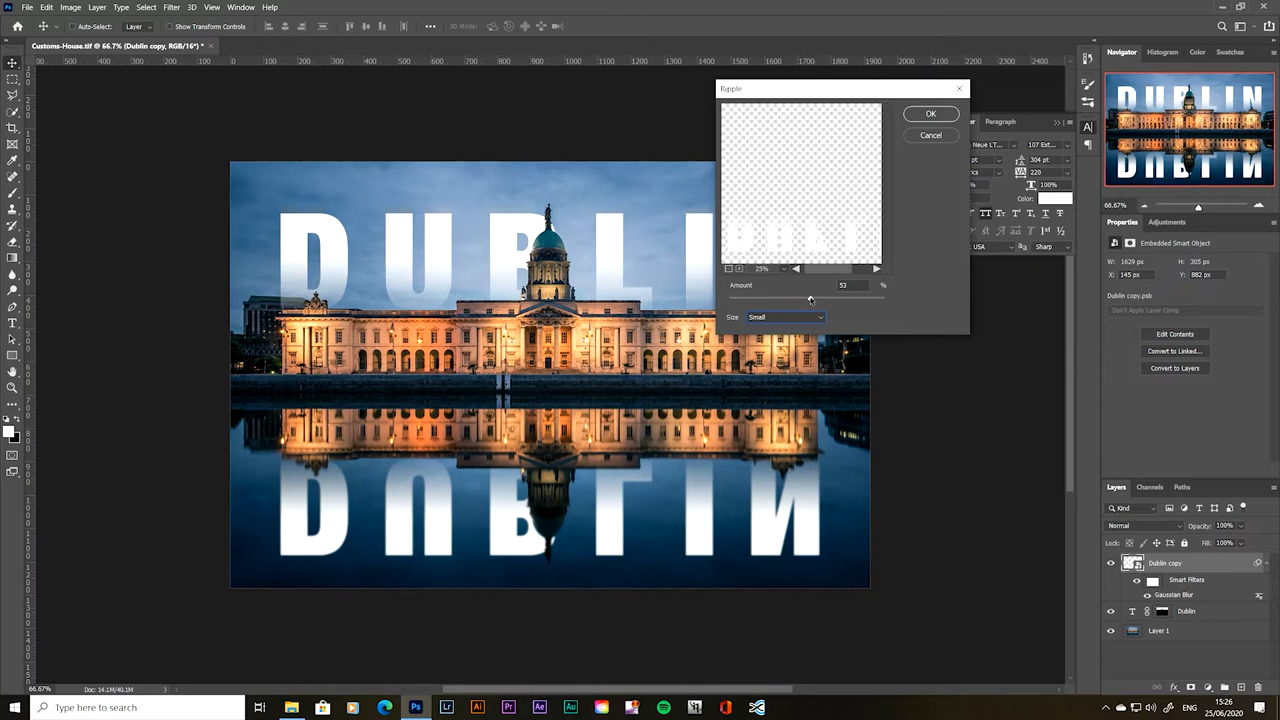 File Edit Image Layer Type Select Filter 3D View Window Help
Auto-Select: Layer Show Transform Controls 3D Mode:
Customs-House.tif @ 66.7% (Dublin copy, RGB/16*) *
Navigator Histogram Color Swatches
Ripple
OK
Cancel
Paragraph
Neue LT... 107 Ext...
304 pt
220
100%
Color:
USA Sharp
25%
Amount 53 %
Size Small
DUBLIN
DUBLIN
66.67%
Properties Adjustments
Embedded Smart Object
W: 1629 px H: 305 px
X: 145 px Y: 882 px
Dublin copy.psb
Don't Apply Layer Comp
Edit Contents
Convert to Linked...
Convert to Layers
Layers Channels Paths
Kind
Normal Opacity: 100%
Lock: Fill: 100%
Dublin copy
Smart Filters
Gaussian Blur
Dublin
Layer 1
66.67% Doc: 14.1M/40.1M
Type here to search
ENG
15:26
25/06/2020